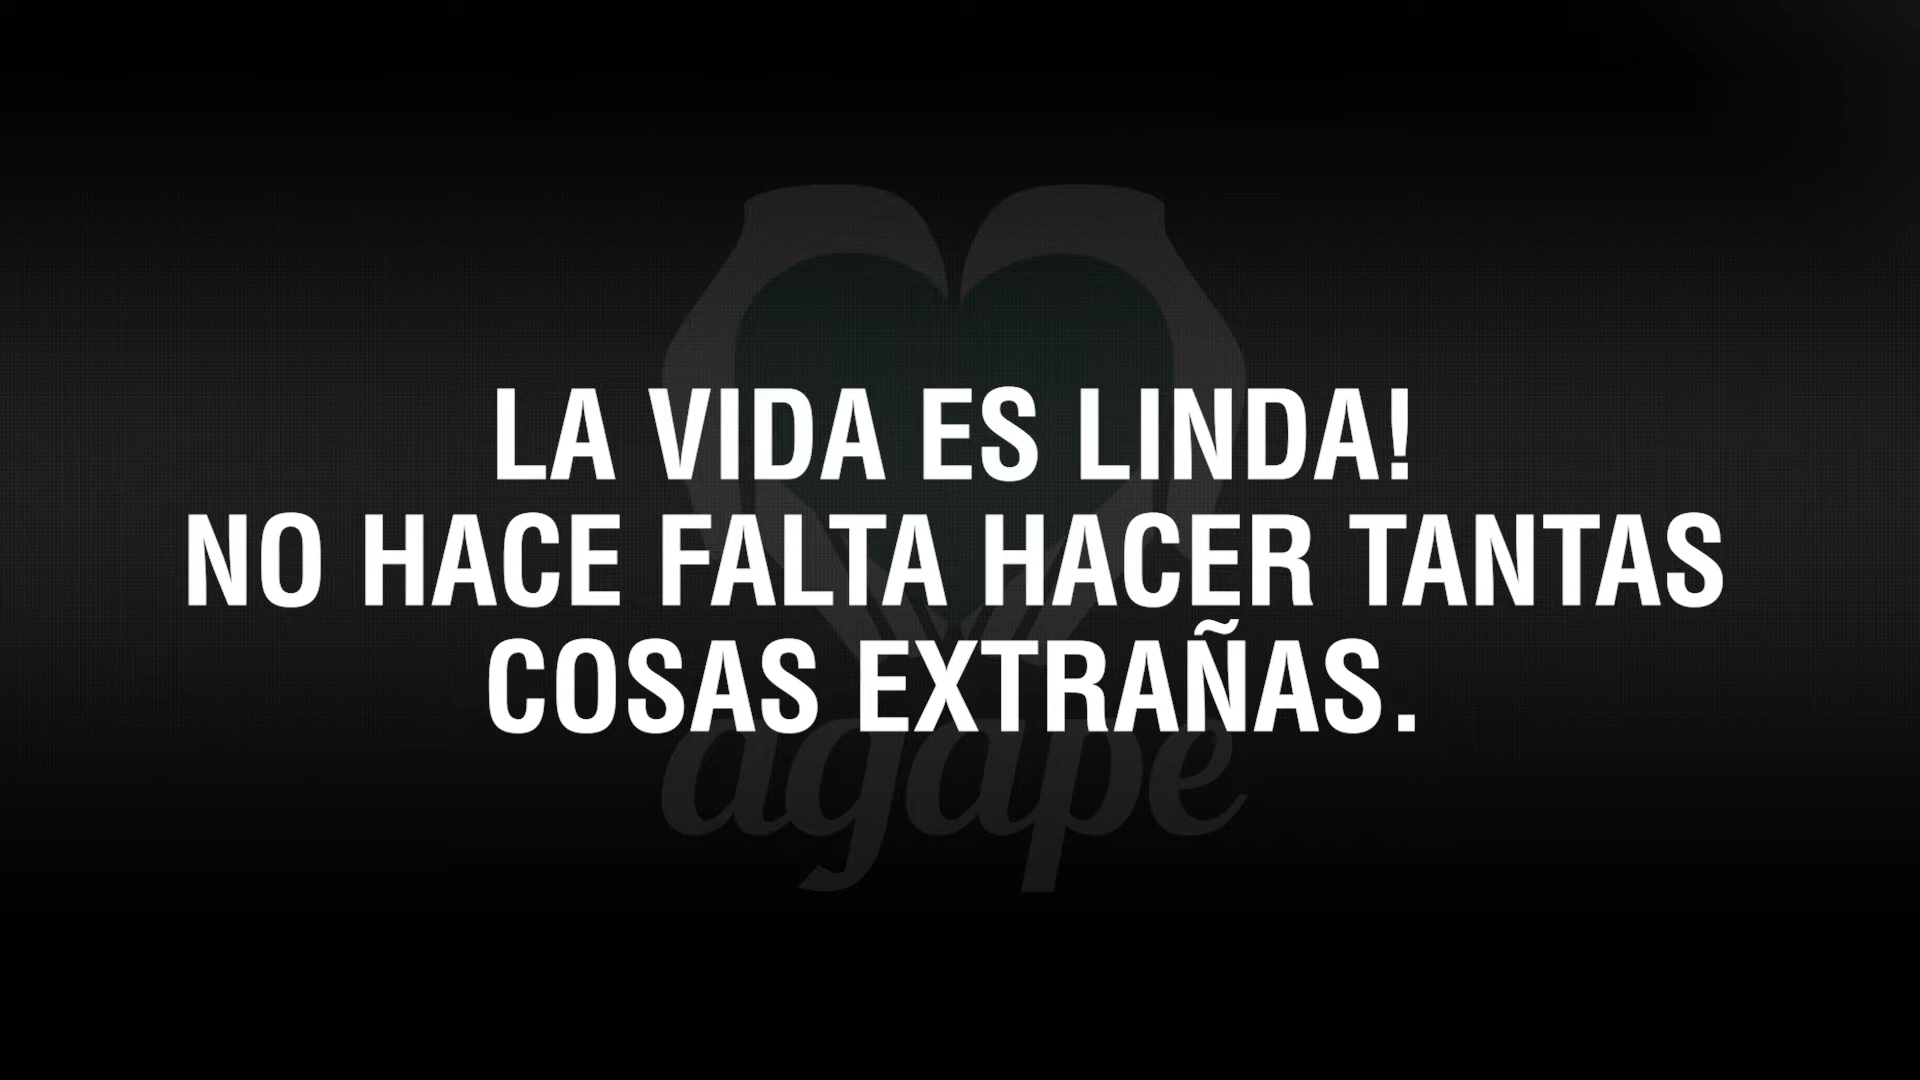 LA VIDA ES LINDA!
NO HACE FALTA HACER TANTAS
COSAS EXTRAÑAS.
agape